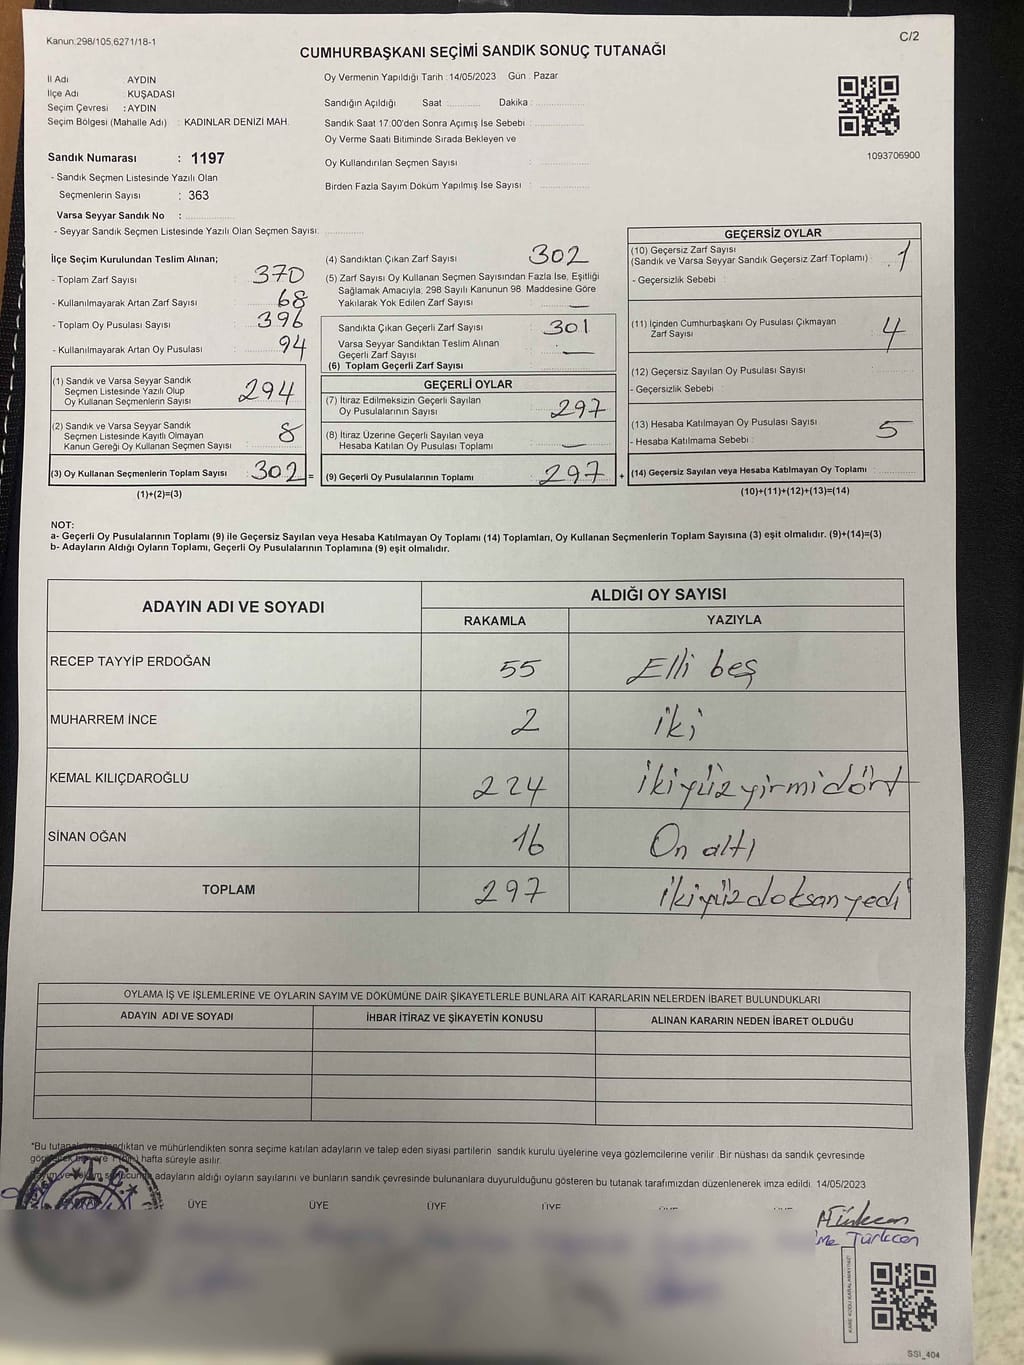 Kanun:298/105,6271/18-1
C/2
CUMHURBAŞKANI SEÇİMİ SANDIK SONUÇ TUTANAĞI
İl Adı AYDIN
İlçe Adı KUŞADASI
Seçim Çevresi : AYDIN
Seçim Bölgesi (Mahalle Adı) : KADINLAR DENİZİ MAH.
Sandık Numarası : 1197
- Sandık Seçmen Listesinde Yazılı Olan
Seçmenlerin Sayısı : 363
Varsa Seyyar Sandık No :
- Seyyar Sandık Seçmen Listesinde Yazılı Olan Seçmen Sayısı:
Oy Vermenin Yapıldığı Tarih : 14/05/2023 Gün : Pazar
Sandığın Açıldığı Saat Dakika :
Sandık Saat 17:00'den Sonra Açımış İse Sebebi :
Oy Verme Saati Bitiminde Sırada Bekleyen ve
Oy Kullandırılan Seçmen Sayısı :
Birden Fazla Sayım Döküm Yapılmış İse Sayısı :
1093706900
İlçe Seçim Kurulundan Teslim Alınan;
- Toplam Zarf Sayısı : 370
- Kullanılmayarak Artan Zarf Sayısı : 68
- Toplam Oy Pusulası Sayısı : 396
- Kullanılmayarak Artan Oy Pusulası : 94
(1) Sandık ve Varsa Seyyar Sandık
Seçmen Listesinde Yazılı Olup
Oy Kullanan Seçmenlerin Sayısı 294
(2) Sandık ve Varsa Seyyar Sandık
Seçmen Listesinde Kayıtlı Olmayan
Kanun Gereği Oy Kullanan Seçmen Sayısı : 8
(3) Oy Kullanan Seçmenlerin Toplam Sayısı : 302 =
(1)+(2)=(3)
(4) Sandıktan Çıkan Zarf Sayısı : 302
(5) Zarf Sayısı Oy Kullanan Seçmen Sayısından Fazla İse, Eşitliği
Sağlamak Amacıyla, 298 Sayılı Kanunun 98. Maddesine Göre
Yakılarak Yok Edilen Zarf Sayısı : —
Sandıkta Çıkan Geçerli Zarf Sayısı : 301
Varsa Seyyar Sandıktan Teslim Alınan
Geçerli Zarf Sayısı : —
(6) Toplam Geçerli Zarf Sayısı
GEÇERLİ OYLAR
(7) İtiraz Edilmeksizin Geçerli Sayılan
Oy Pusulalarının Sayısı : 297
(8) İtiraz Üzerine Geçerli Sayılan veya
Hesaba Katılan Oy Pusulası Toplamı : —
(9) Geçerli Oy Pusulalarının Toplamı : 297 +
GEÇERSİZ OYLAR
(10) Geçersiz Zarf Sayısı
(Sandık ve Varsa Seyyar Sandık Geçersiz Zarf Toplamı) : 1
- Geçersizlik Sebebi :
(11) İçinden Cumhurbaşkanı Oy Pusulası Çıkmayan
Zarf Sayısı : 4
(12) Geçersiz Sayılan Oy Pusulası Sayısı :
- Geçersizlik Sebebi :
(13) Hesaba Katılmayan Oy Pusulası Sayısı : 5
- Hesaba Katılmama Sebebi :
(14) Geçersiz Sayılan veya Hesaba Katılmayan Oy Toplamı :
(10)+(11)+(12)+(13)=(14)
NOT:
a- Geçerli Oy Pusulalarının Toplamı (9) ile Geçersiz Sayılan veya Hesaba Katılmayan Oy Toplamı (14) Toplamları, Oy Kullanan Seçmenlerin Toplam Sayısına (3) eşit olmalıdır. (9)+(14)=(3)
b- Adayların Aldığı Oyların Toplamı, Geçerli Oy Pusulalarının Toplamına (9) eşit olmalıdır.
ADAYIN ADI VE SOYADI ALDIĞI OY SAYISI
RAKAMLA YAZIYLA
RECEP TAYYİP ERDOĞAN 55 Elli beş
MUHARREM İNCE 2 iki
KEMAL KILIÇDAROĞLU 224 ikiyüzyirmidört
SİNAN OĞAN 16 On altı
TOPLAM 297 ikiyüzdoksanyedi
OYLAMA İŞ VE İŞLEMLERİNE VE OYLARIN SAYIM VE DÖKÜMÜNE DAİR ŞİKAYETLERLE BUNLARA AİT KARARLARIN NELERDEN İBARET BULUNDUKLARI
ADAYIN ADI VE SOYADI İHBAR İTİRAZ VE ŞİKAYETİN KONUSU ALINAN KARARIN NEDEN İBARET OLDUĞU
*Bu tutanak ve mühürlendikten sonra seçime katılan adayların ve talep eden siyasi partilerin sandık kurulu üyelerine veya gözlemcilerine verilir. Bir nüshası da sandık çevresinde
hafta süreyle asılır.
adayların aldığı oyların sayılarını ve bunların sandık çevresinde bulunanlara duyurulduğunu gösteren bu tutanak tarafımızdan düzenlenerek imza edildi. 14/05/2023
ÜYE ÜYE ÜYE ÜYE
Türkcen
SSI_404